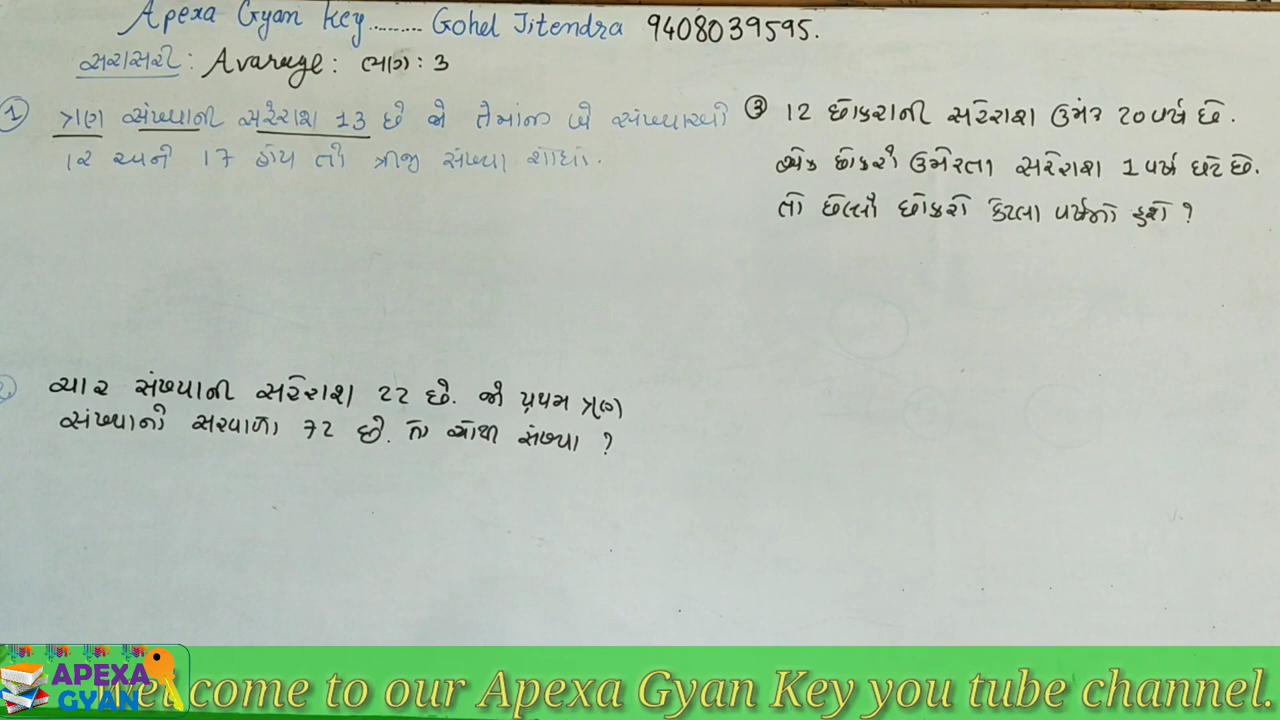 Apexa Gyan Key......... Gohel Jitendra 9408039595.
સરાસરી : Avarage : ભાગ : 3
① ત્રણ સંખ્યાની સરેરાશ 13 છે જો તેમાંના બે સંખ્યાઓ
12 અને 17 હોય તો ત્રીજી સંખ્યા શોધો.
ચાર સંખ્યાની સરેરાશ 22 છે. જો પ્રથમ ત્રણ
સંખ્યાનો સરવાળો 72 છે. તો ચોથી સંખ્યા ?
③ 12 છોકરાની સરેરાશ ઉંમર 20 વર્ષ છે.
એક છોકરો ઉમેરતા સરેરાશ 1 વર્ષ ઘટે છે.
તો છેલ્લો છોકરો કેટલા વર્ષનો હશે ?
APEXA
GYAN
Welcome to our Apexa Gyan Key you tube channel.